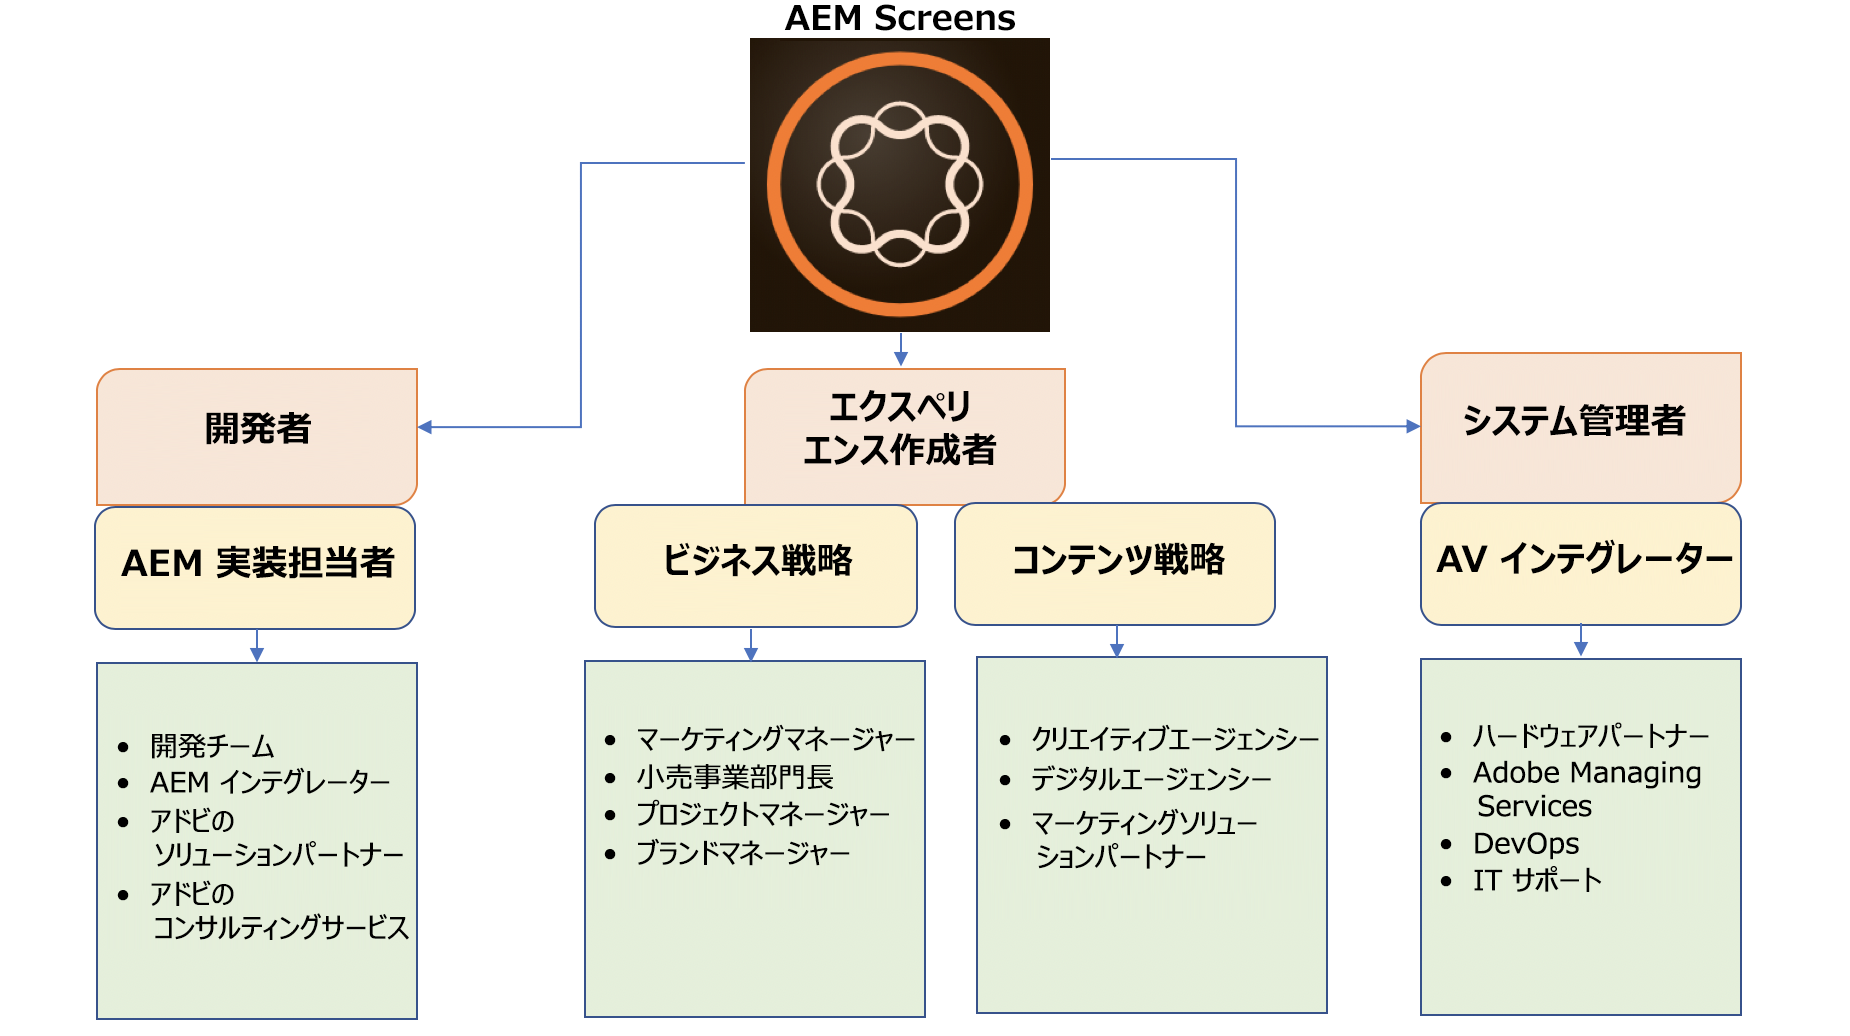 AEM Screens
開発者
エクスペリ
エンス作成者
システム管理者
AEM 実装担当者
ビジネス戦略
コンテンツ戦略
AV インテグレーター
• 開発チーム
• AEM インテグレーター
• アドビの
ソリューションパートナー
• アドビの
コンサルティングサービス
• マーケティングマネージャー
• 小売事業部門長
• プロジェクトマネージャー
• ブランドマネージャー
• クリエイティブエージェンシー
• デジタルエージェンシー
• マーケティングソリュー
ションパートナー
• ハードウェアパートナー
• Adobe Managing
Services
• DevOps
• IT サポート